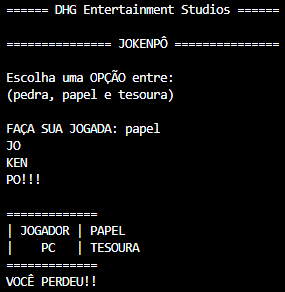 ====== DHG Entertainment Studios ======
=============== JOKENPÔ ===============
Escolha uma OPÇÃO entre:
(pedra, papel e tesoura)
FAÇA SUA JOGADA: papel
JO
KEN
PO!!!
=============
| JOGADOR | PAPEL
|    PC   | TESOURA
=============
VOCÊ PERDEU!!